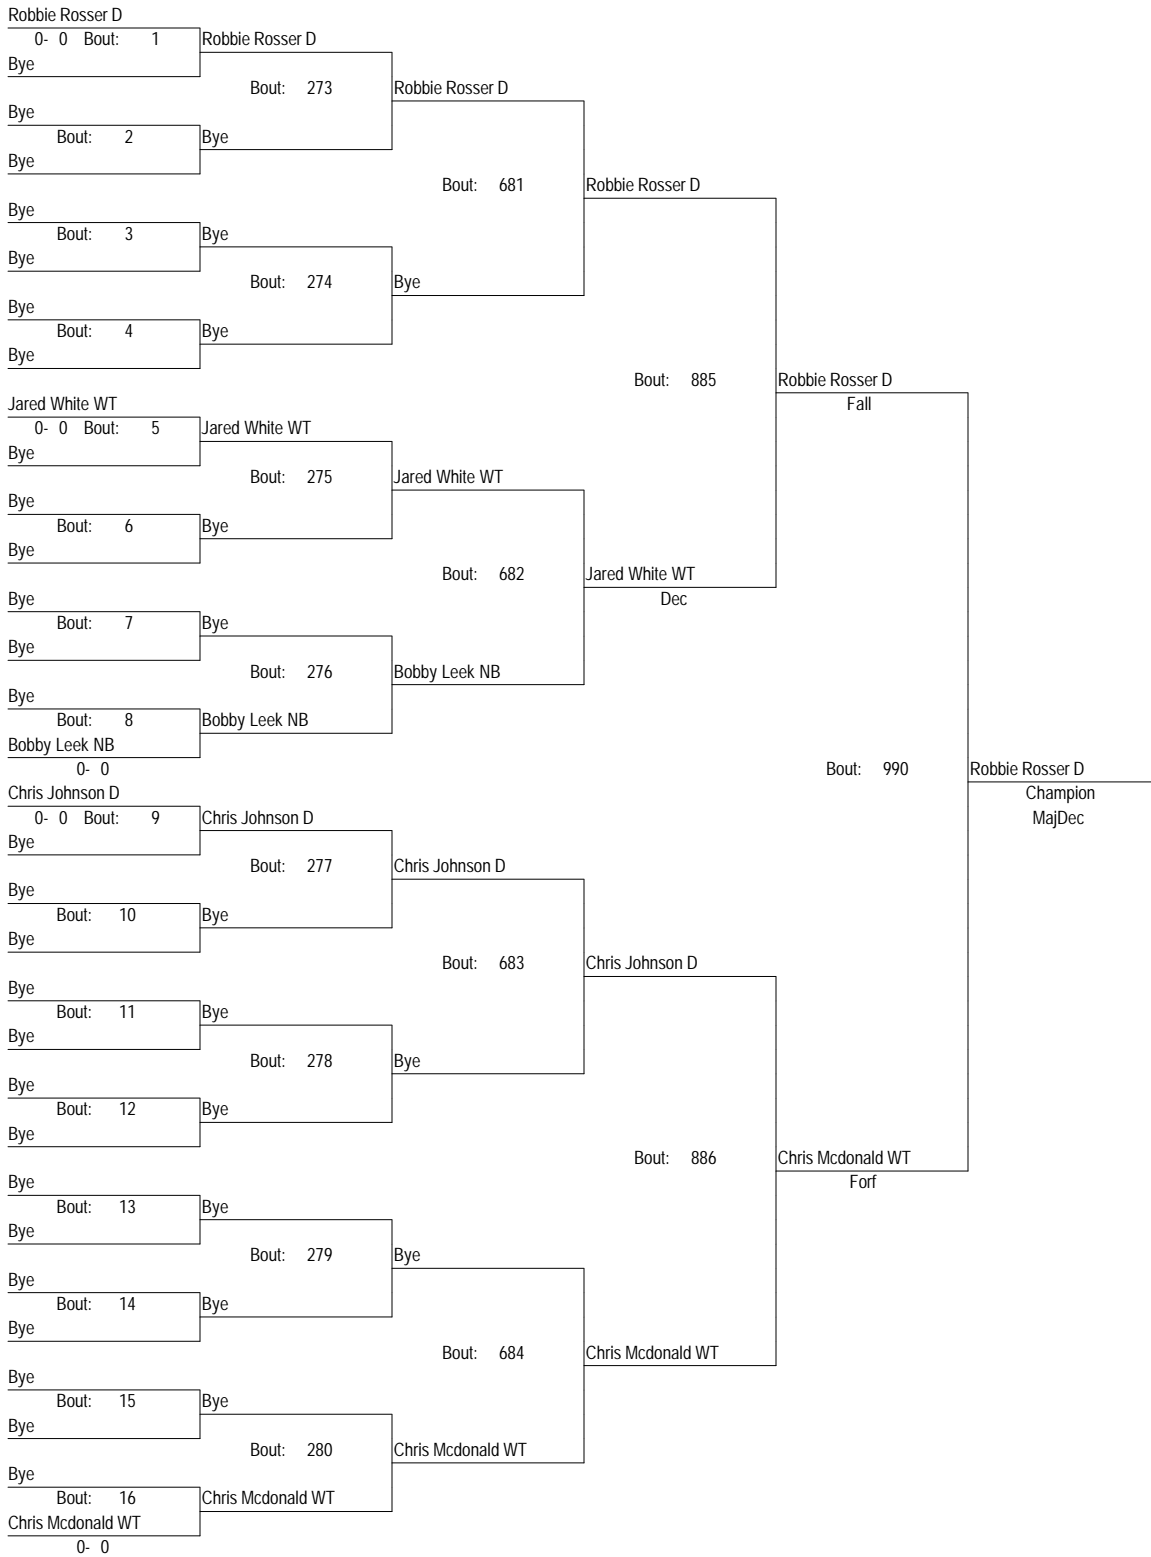 Robbie Rosser D
0- 0 Bout: 1 Robbie Rosser D
Bye
Bout: 273 Robbie Rosser D
Bye
Bout: 2 Bye
Bye
Bout: 681 Robbie Rosser D
Bye
Bout: 3 Bye
Bye
Bout: 274 Bye
Bye
Bout: 4 Bye
Bye
Bout: 885 Robbie Rosser D
Fall
Jared White WT
0- 0 Bout: 5 Jared White WT
Bye
Bout: 275 Jared White WT
Bye
Bout: 6 Bye
Bye
Bout: 682 Jared White WT
Dec
Bye
Bout: 7 Bye
Bye
Bout: 276 Bobby Leek NB
Bye
Bout: 8 Bobby Leek NB
Bobby Leek NB
0- 0
Bout: 990 Robbie Rosser D
Champion
MajDec
Chris Johnson D
0- 0 Bout: 9 Chris Johnson D
Bye
Bout: 277 Chris Johnson D
Bye
Bout: 10 Bye
Bye
Bout: 683 Chris Johnson D
Bye
Bout: 11 Bye
Bye
Bout: 278 Bye
Bye
Bout: 12 Bye
Bye
Bout: 886 Chris Mcdonald WT
Forf
Bye
Bout: 13 Bye
Bye
Bout: 279 Bye
Bye
Bout: 14 Bye
Bye
Bout: 684 Chris Mcdonald WT
Bye
Bout: 15 Bye
Bye
Bout: 280 Chris Mcdonald WT
Bye
Bout: 16 Chris Mcdonald WT
Chris Mcdonald WT
0- 0